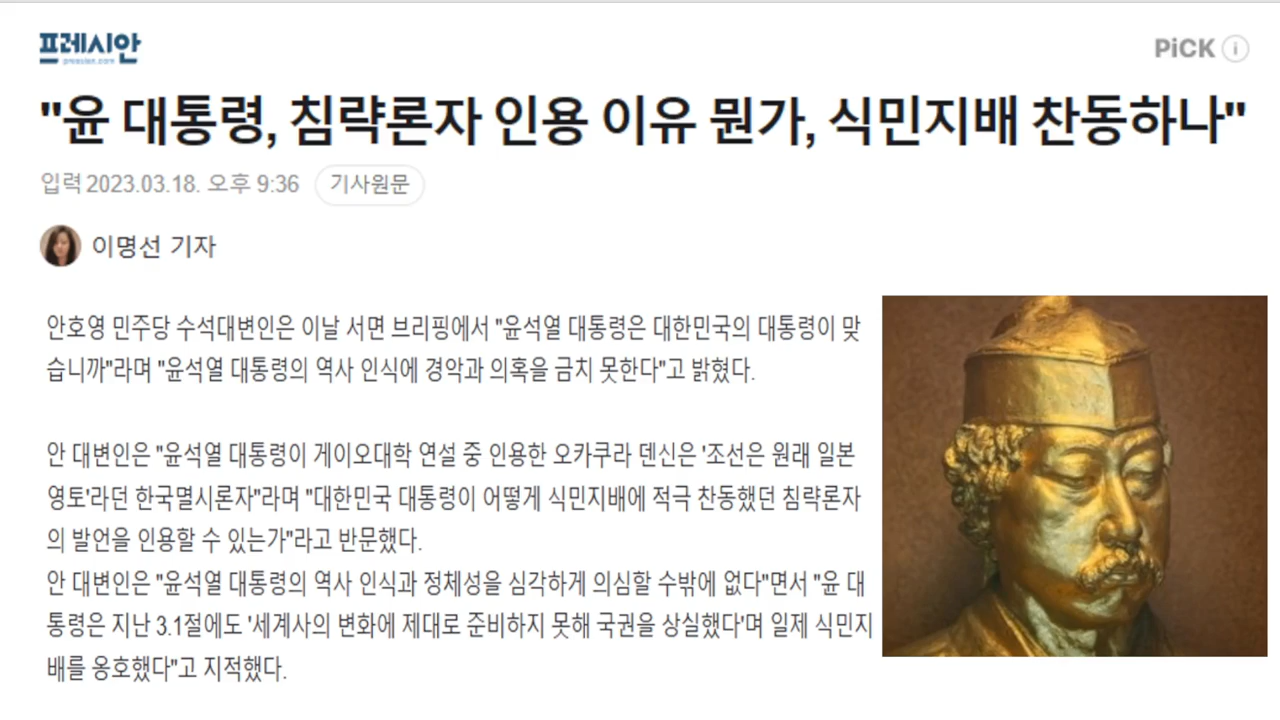 프레시안
pressian.com
PiCK
"윤 대통령, 침략론자 인용 이유 뭔가, 식민지배 찬동하나"
입력 2023.03.18. 오후 9:36 기사원문
이명선 기자
안호영 민주당 수석대변인은 이날 서면 브리핑에서 "윤석열 대통령은 대한민국의 대통령이 맞
습니까"라며 "윤석열 대통령의 역사 인식에 경악과 의혹을 금치 못한다"고 밝혔다.
안 대변인은 "윤석열 대통령이 게이오대학 연설 중 인용한 오카쿠라 덴신은 '조선은 원래 일본
영토'라던 한국멸시론자"라며 "대한민국 대통령이 어떻게 식민지배에 적극 찬동했던 침략론자
의 발언을 인용할 수 있는가"라고 반문했다.
안 대변인은 "윤석열 대통령의 역사 인식과 정체성을 심각하게 의심할 수밖에 없다"면서 "윤 대
통령은 지난 3.1절에도 '세계사의 변화에 제대로 준비하지 못해 국권을 상실했다'며 일제 식민지
배를 옹호했다"고 지적했다.